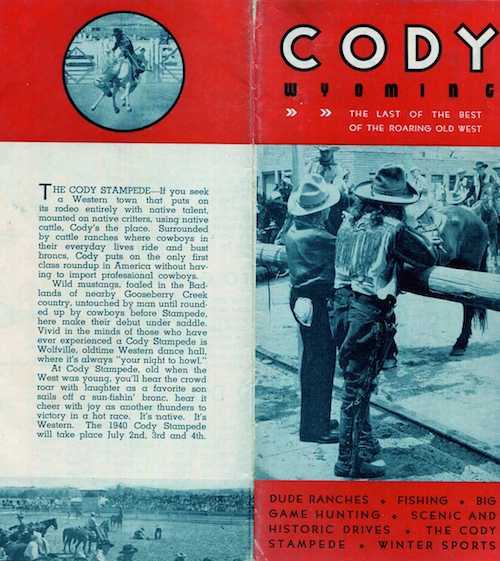 THE CODY STAMPEDE—If you seek
a Western town that puts on
its rodeo entirely with native talent,
mounted on native critters, using native
cattle, Cody's the place. Surrounded
by cattle ranches where cowboys in
their everyday lives ride and bust
broncs, Cody puts on the only first
class roundup in America without hav-
ing to import professional cowboys.
Wild mustangs, foaled in the Bad-
lands of nearby Gooseberry Creek
country, untouched by man until round-
ed up by cowboys before Stampede,
here make their debut under saddle.
Vivid in the minds of those who have
ever experienced a Cody Stampede is
Wolfville, oldtime Western dance hall,
where it's always "your night to howl."
At Cody Stampede, old when the
West was young, you'll hear the crowd
roar with laughter as a favorite son
sails off a sun-fishin' bronc, hear it
cheer with joy as another thunders to
victory in a hot race. It's native. It's
Western. The 1940 Cody Stampede
will take place July 2nd, 3rd and 4th.
CODY
WYOMING
» » THE LAST OF THE BEST
OF THE ROARING OLD WEST
DUDE RANCHES ◆ FISHING ◆ BIG
GAME HUNTING ◆ SCENIC AND
HISTORIC DRIVES ◆ THE CODY
STAMPEDE ◆ WINTER SPORTS